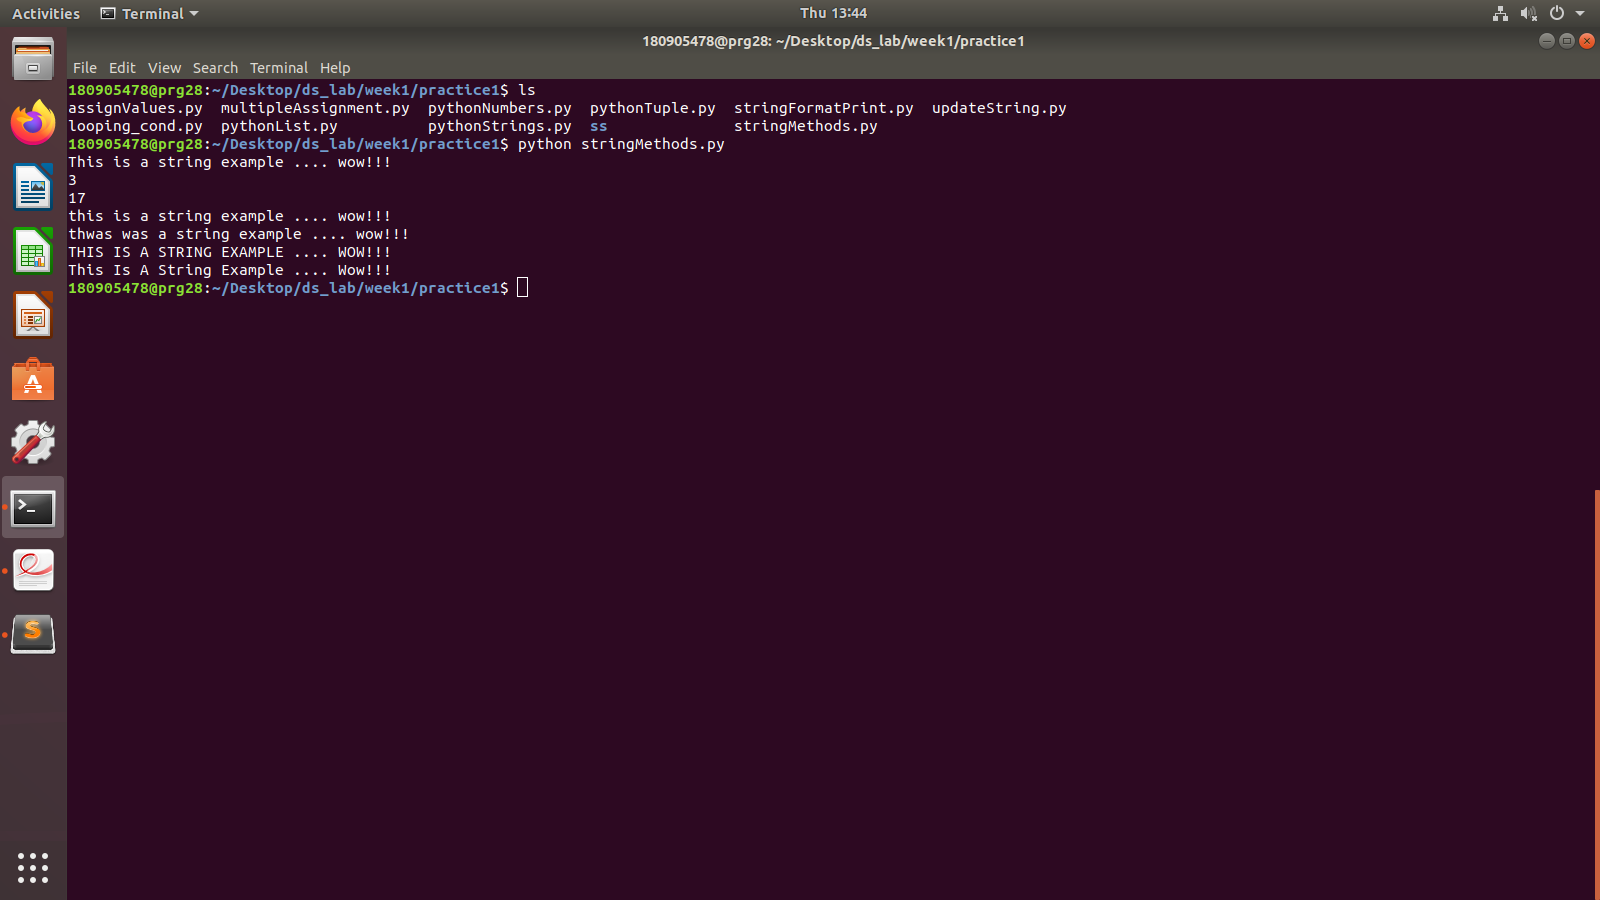 Activities Terminal Thu 13:44
180905478@prg28: ~/Desktop/ds_lab/week1/practice1
File Edit View Search Terminal Help
180905478@prg28:~/Desktop/ds_lab/week1/practice1$ ls
assignValues.py multipleAssignment.py pythonNumbers.py pythonTuple.py stringFormatPrint.py updateString.py
looping_cond.py pythonList.py pythonStrings.py ss stringMethods.py
180905478@prg28:~/Desktop/ds_lab/week1/practice1$ python stringMethods.py
This is a string example .... wow!!!
3
17
this is a string example .... wow!!!
thwas was a string example .... wow!!!
THIS IS A STRING EXAMPLE .... WOW!!!
This Is A String Example .... Wow!!!
180905478@prg28:~/Desktop/ds_lab/week1/practice1$